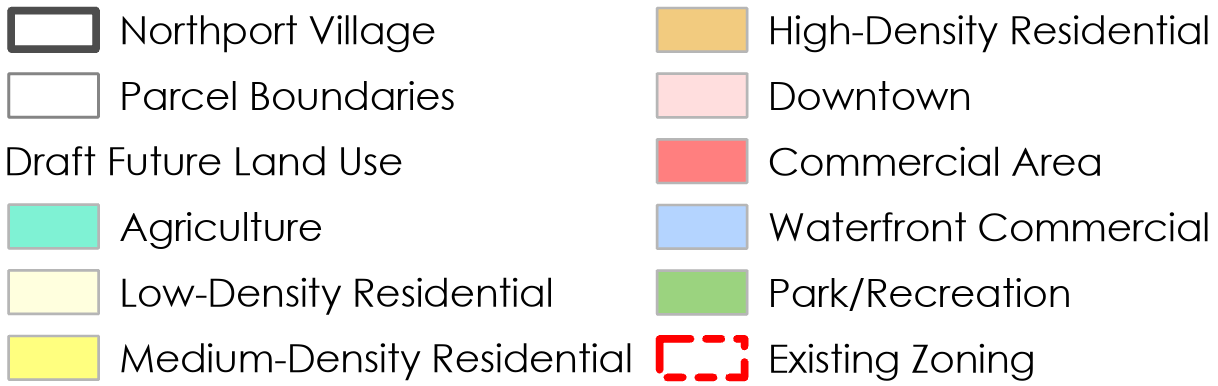 Northport Village
Parcel Boundaries
Draft Future Land Use
Agriculture
Low-Density Residential
Medium-Density Residential
High-Density Residential
Downtown
Commercial Area
Waterfront Commercial
Park/Recreation
Existing Zoning